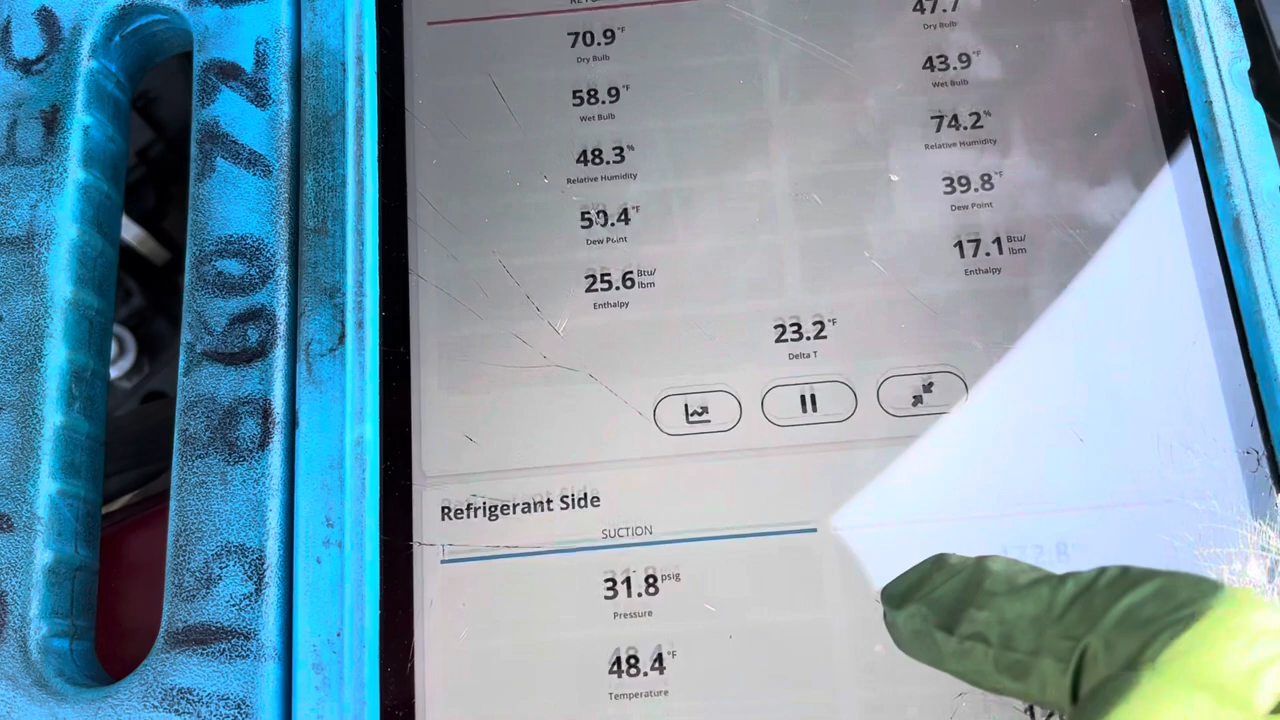 70.9°F
Dry Bulb
58.9°F
Wet Bulb
48.3%
Relative Humidity
50.4°F
Dew Point
25.6 Btu/lbm
Enthalpy
47.7
Dry Bulb
43.9°F
Wet Bulb
74.2%
Relative Humidity
39.8°F
Dew Point
17.1 Btu/lbm
Enthalpy
23.2°F
Delta T
Refrigerant Side
SUCTION
31.8 psig
Pressure
48.4°F
Temperature